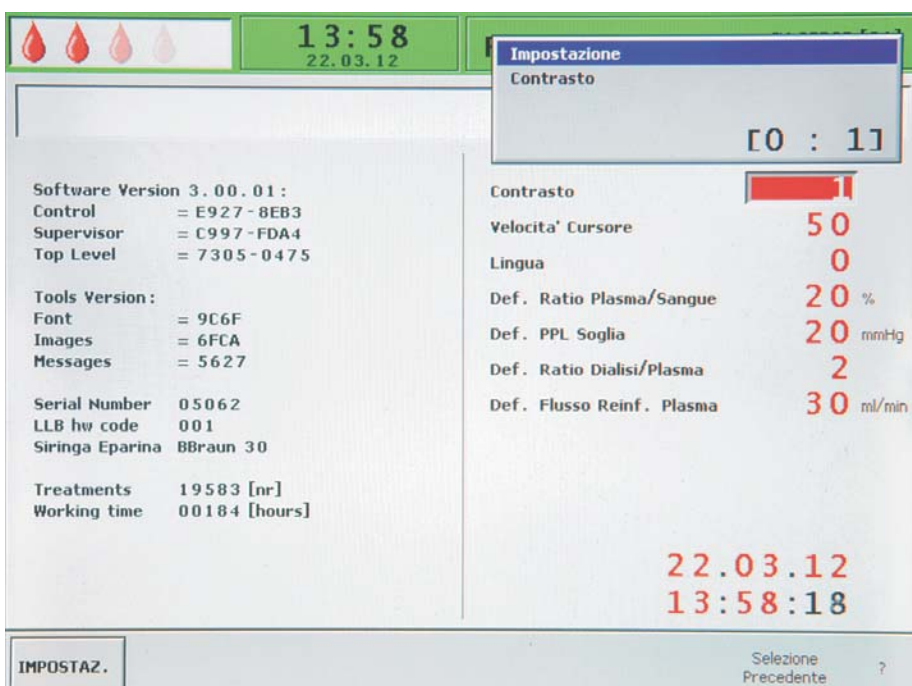 13:58
22.03.12
Impostazione
Contrasto
[0 : 1]
Software Version 3.00.01:
Control = E927-8EB3
Supervisor = C997-FDA4
Top Level = 7305-0475
Tools Version:
Font = 9C6F
Images = 6FCA
Messages = 5627
Serial Number 05062
LLB hw code 001
Siringa Eparina BBraun 30
Treatments 19583 [nr]
Working time 00184 [hours]
Contrasto 1
Velocita' Cursore 50
Lingua 0
Def. Ratio Plasma/Sangue 20 %
Def. PPL Soglia 20 mmHg
Def. Ratio Dialisi/Plasma 2
Def. Flusso Reinf. Plasma 30 ml/min
22.03.12
13:58:18
IMPOSTAZ.
Selezione
Precedente
?